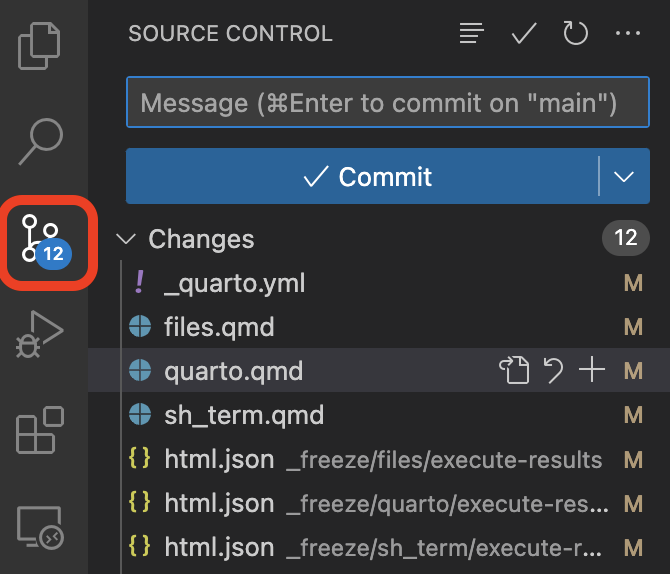 SOURCE CONTROL
Message (⌘Enter to commit on "main")
Commit
12
Changes 12
! _quarto.yml M
files.qmd M
quarto.qmd M
sh_term.qmd M
{} html.json _freeze/files/execute-results M
{} html.json _freeze/quarto/execute-res... M
{} html.json _freeze/sh_term/execute-r... M